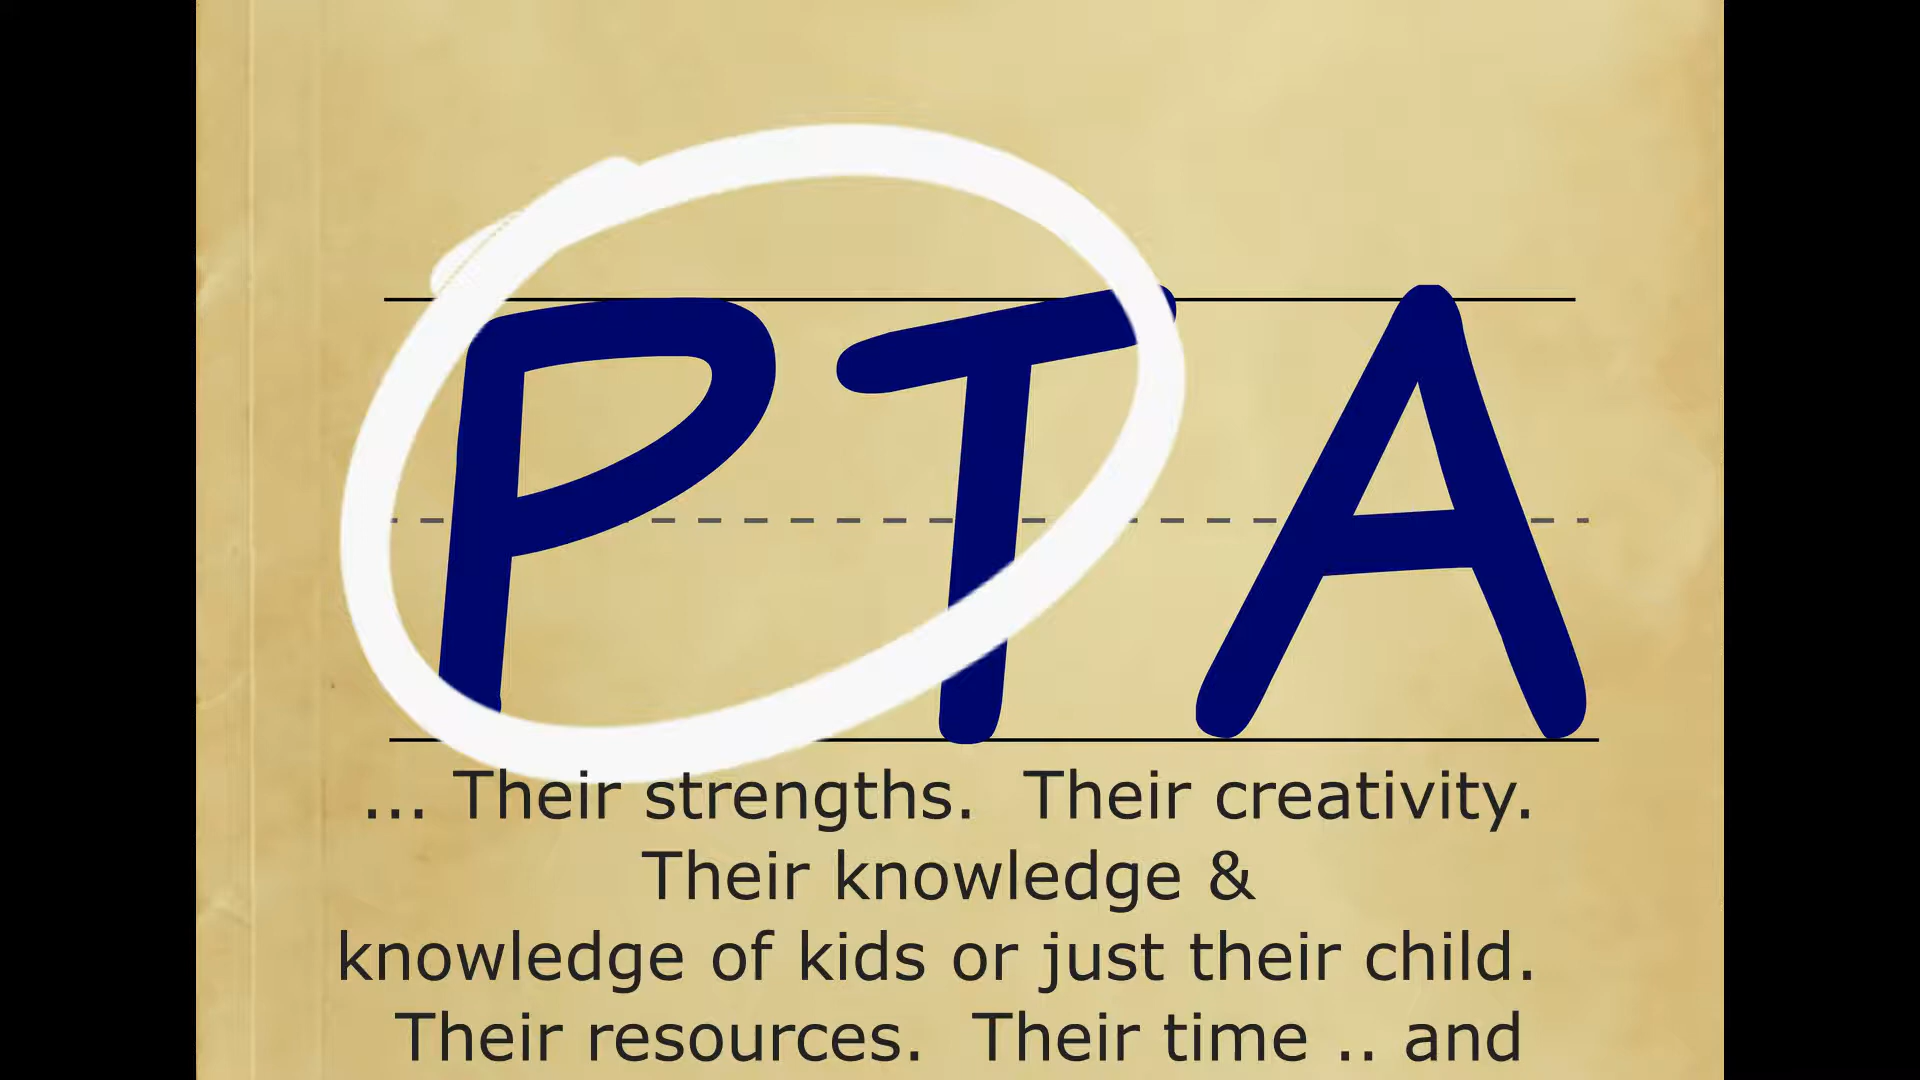 PTA
... Their strengths.  Their creativity.
Their knowledge &
knowledge of kids or just their child.
Their resources.  Their time .. and